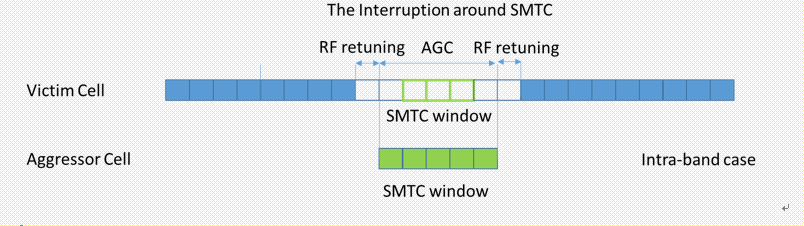 The Interruption around SMTC
RF retuning AGC RF retuning
Victim Cell
SMTC window
Aggressor Cell Intra-band case
SMTC window